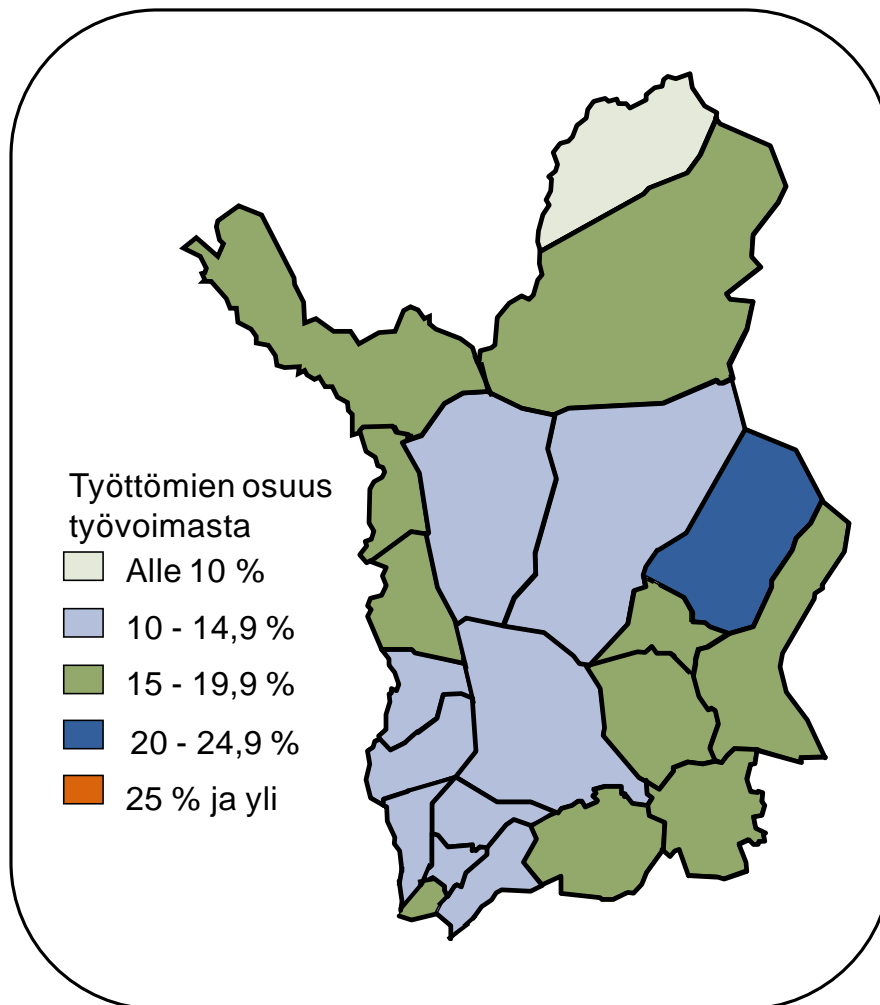 Työttömien osuus
työvoimasta
Alle 10 %
10 - 14,9 %
15 - 19,9 %
20 - 24,9 %
25 % ja yli